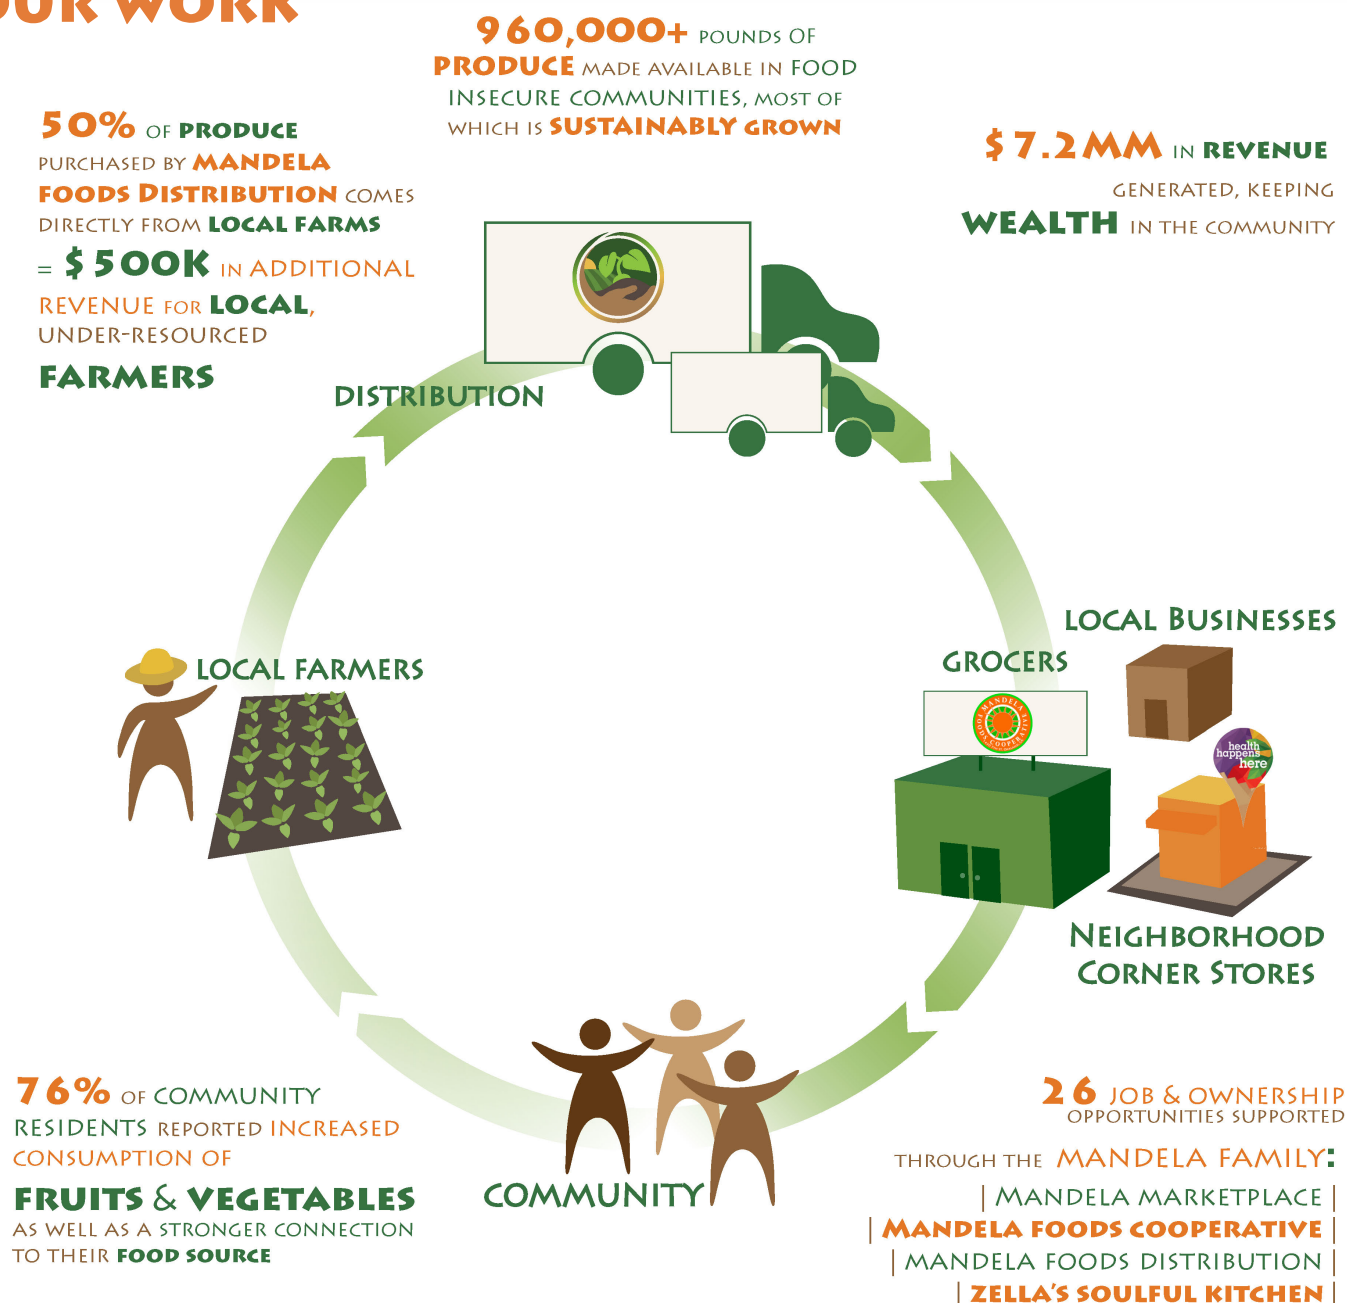 OUR WORK
960,000+ POUNDS OF
PRODUCE MADE AVAILABLE IN FOOD
INSECURE COMMUNITIES, MOST OF
WHICH IS SUSTAINABLY GROWN
50% OF PRODUCE
PURCHASED BY MANDELA
FOODS DISTRIBUTION COMES
DIRECTLY FROM LOCAL FARMS
= $500K IN ADDITIONAL
REVENUE FOR LOCAL,
UNDER-RESOURCED
FARMERS
$7.2MM IN REVENUE
GENERATED, KEEPING
WEALTH IN THE COMMUNITY
DISTRIBUTION
LOCAL BUSINESSES
GROCERS
LOCAL FARMERS
MANDELA
FOODS COOPERATIVE
health
happens
here
NEIGHBORHOOD
CORNER STORES
COMMUNITY
76% OF COMMUNITY
RESIDENTS REPORTED INCREASED
CONSUMPTION OF
FRUITS & VEGETABLES
AS WELL AS A STRONGER CONNECTION
TO THEIR FOOD SOURCE
26 JOB & OWNERSHIP
OPPORTUNITIES SUPPORTED
THROUGH THE MANDELA FAMILY:
| MANDELA MARKETPLACE |
| MANDELA FOODS COOPERATIVE |
| MANDELA FOODS DISTRIBUTION |
| ZELLA'S SOULFUL KITCHEN |